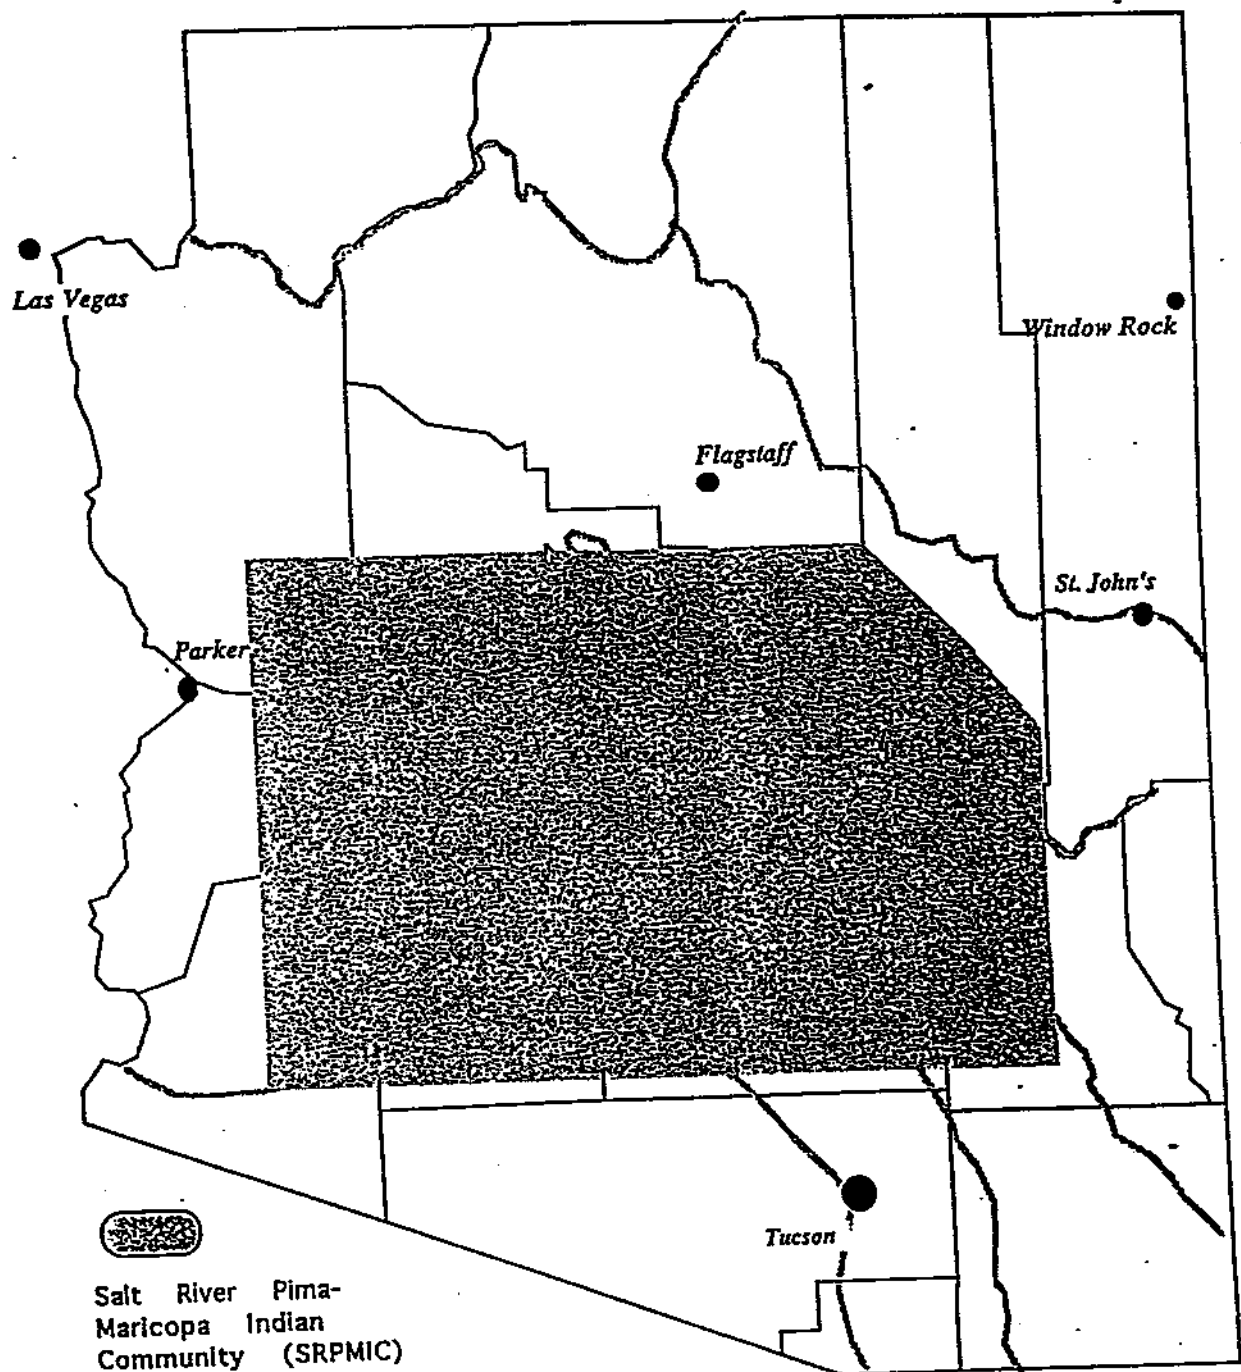 Las Vegas
Window Rock
Flagstaff
St. John's
Parker
Tucson
Salt River Pima-
Maricopa Indian
Community (SRPMIC)